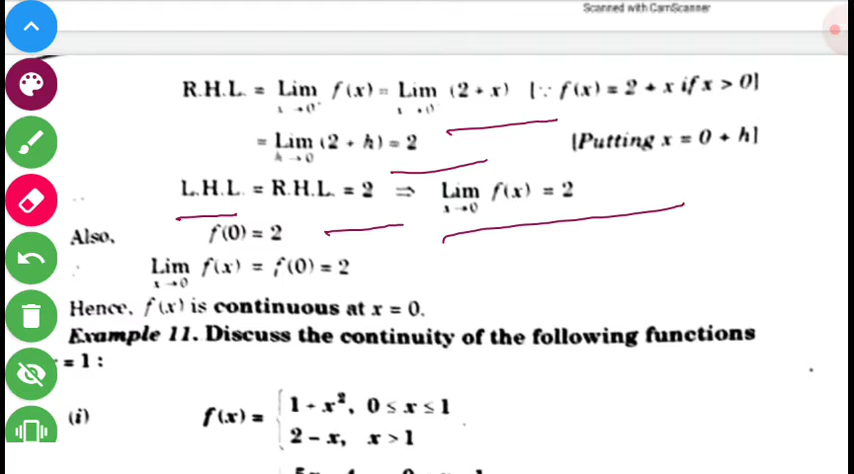 Scanned with CamScanner
R.H.L. = Lim f(x) = Lim (2 + x) [∵ f(x) = 2 + x if x > 0]
x → 0⁺ x → 0⁺
= Lim (2 + h) = 2 [Putting x = 0 + h]
h → 0
L.H.L. = R.H.L. = 2 ⇒ Lim f(x) = 2
x → 0
Also, f(0) = 2
∴ Lim f(x) = f(0) = 2
x → 0
Hence, f(x) is continuous at x = 0.
Example 11. Discuss the continuity of the following functions
= 1 :
(i) f(x) = { 1 + x², 0 ≤ x ≤ 1
2 − x, x > 1